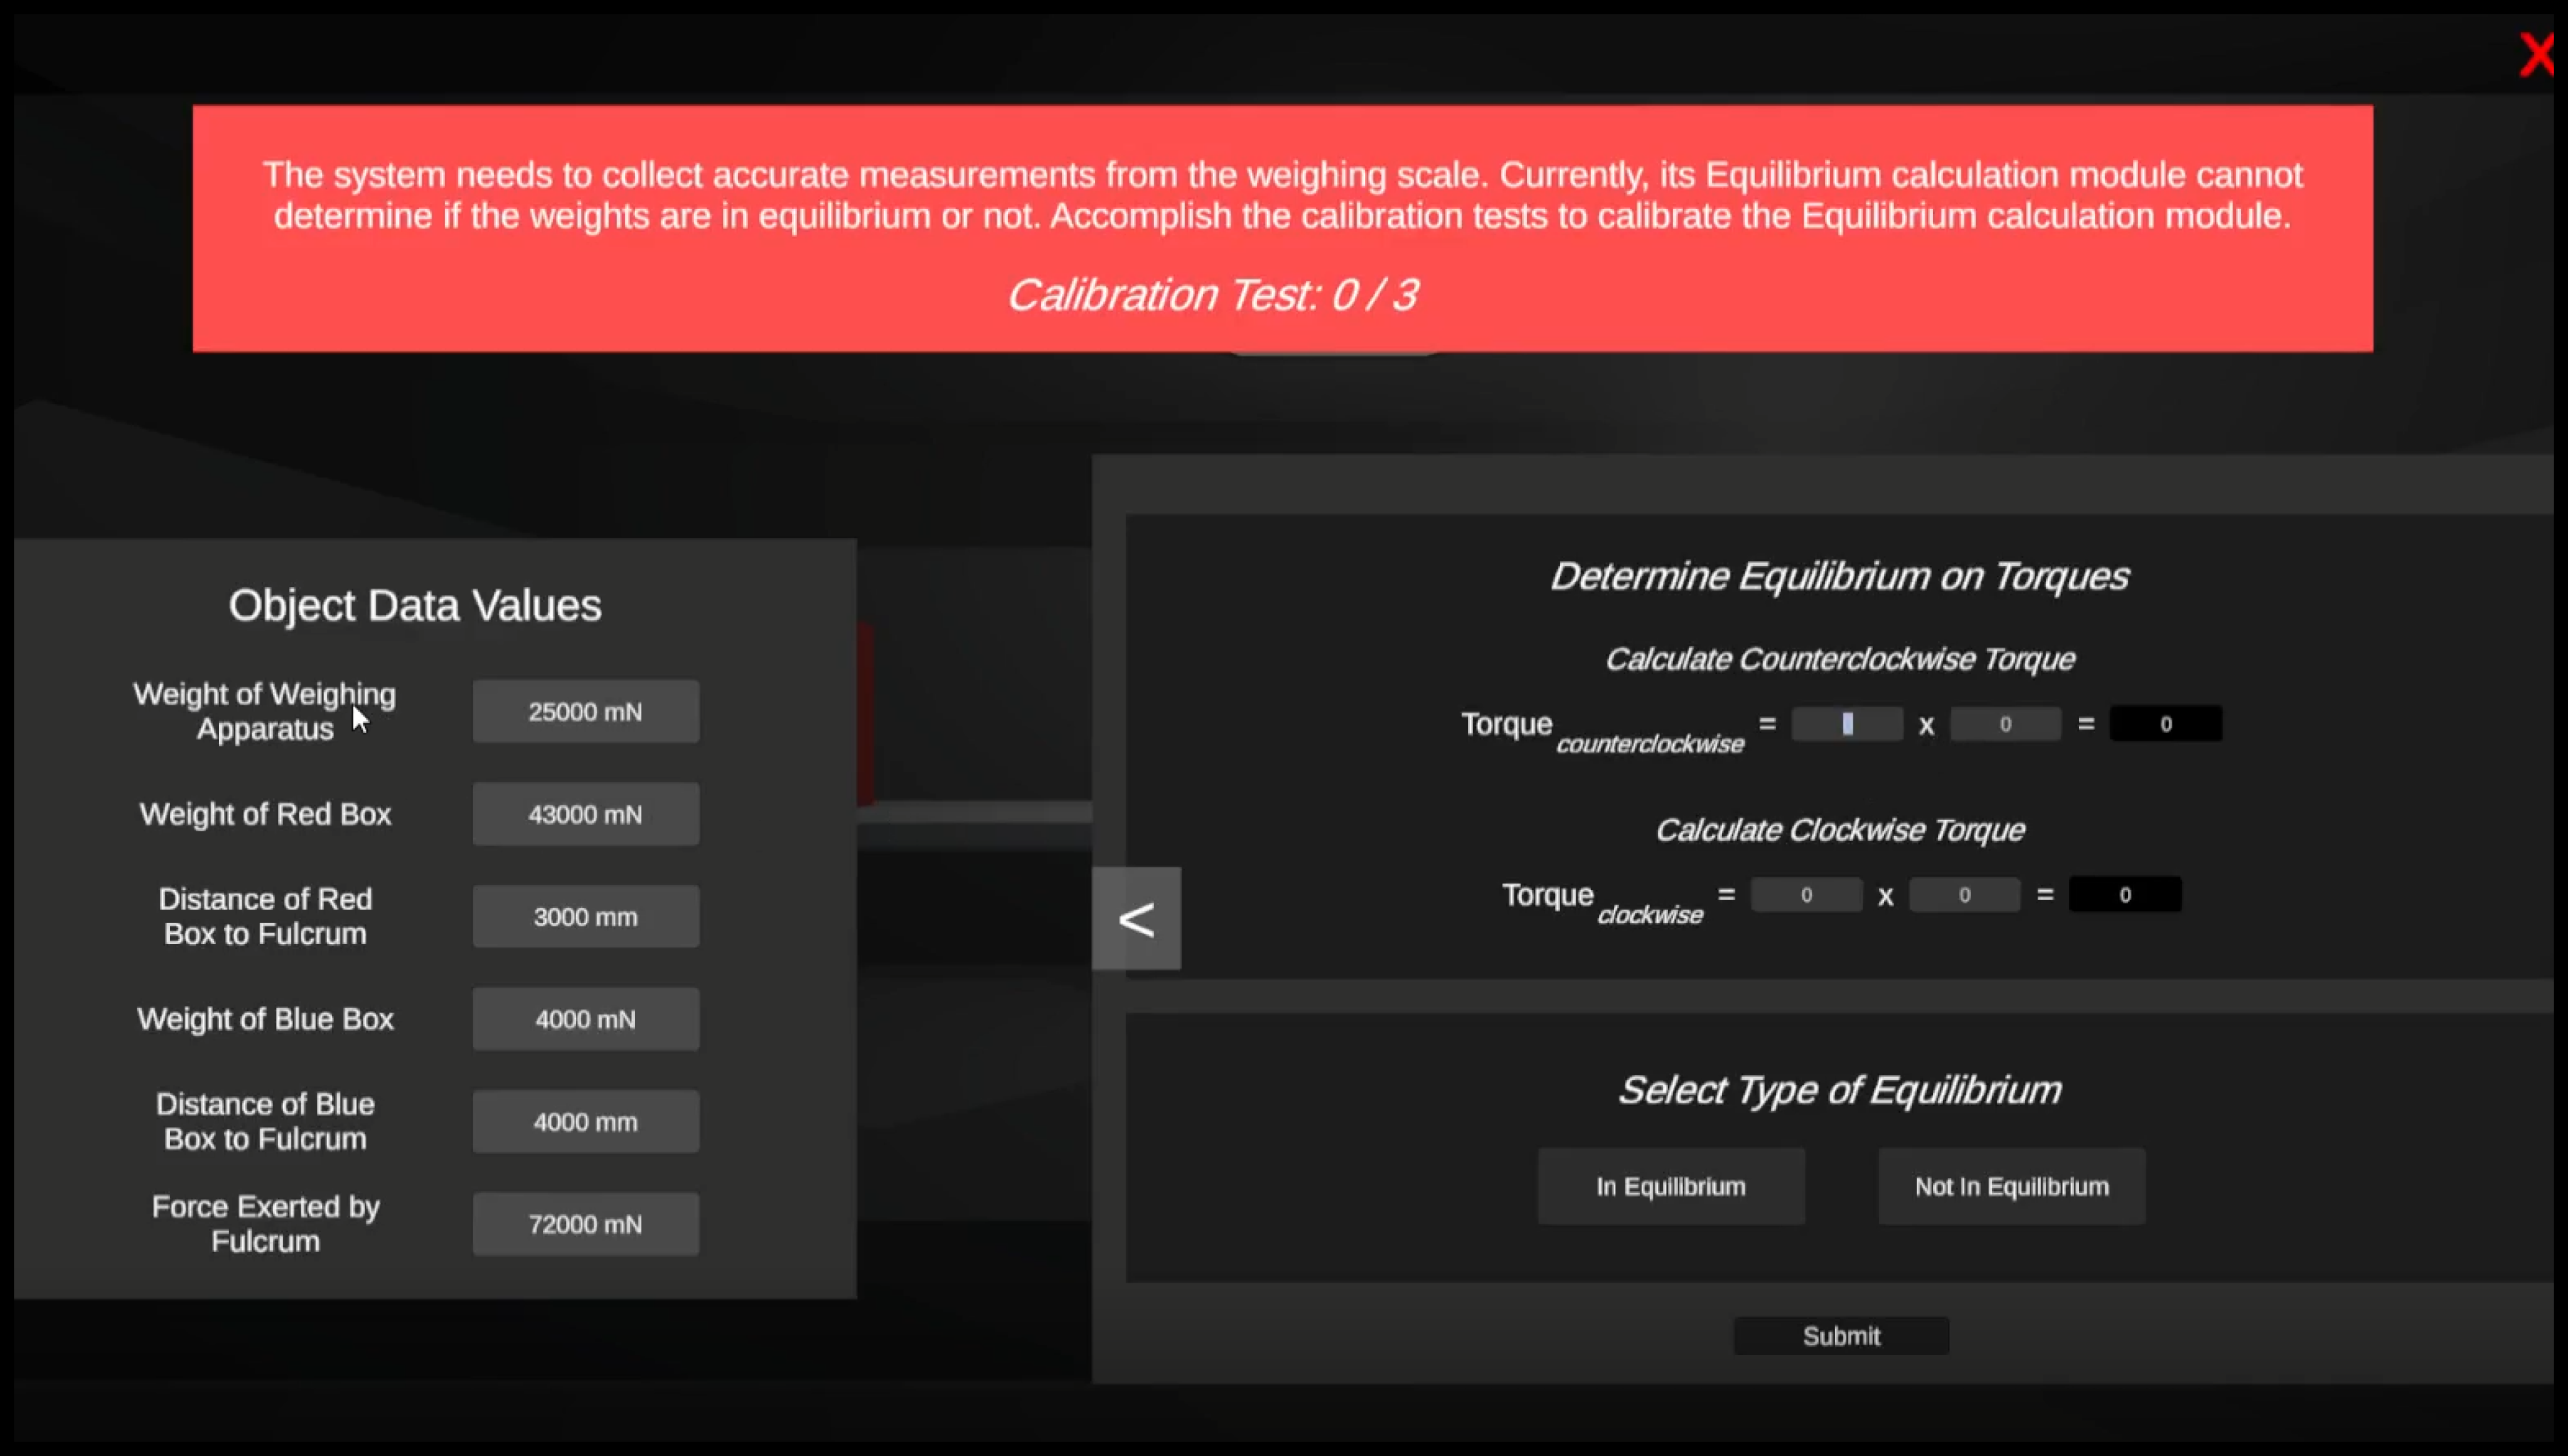 X
The system needs to collect accurate measurements from the weighing scale. Currently, its Equilibrium calculation module cannot
determine if the weights are in equilibrium or not. Accomplish the calibration tests to calibrate the Equilibrium calculation module.
Calibration Test: 0 / 3
Object Data Values
Weight of Weighing
Apparatus
25000 mN
Weight of Red Box
43000 mN
Distance of Red
Box to Fulcrum
3000 mm
Weight of Blue Box
4000 mN
Distance of Blue
Box to Fulcrum
4000 mm
Force Exerted by
Fulcrum
72000 mN
<
Determine Equilibrium on Torques
Calculate Counterclockwise Torque
Torque counterclockwise = x 0 = 0
Calculate Clockwise Torque
Torque clockwise = 0 x 0 = 0
Select Type of Equilibrium
In Equilibrium
Not In Equilibrium
Submit